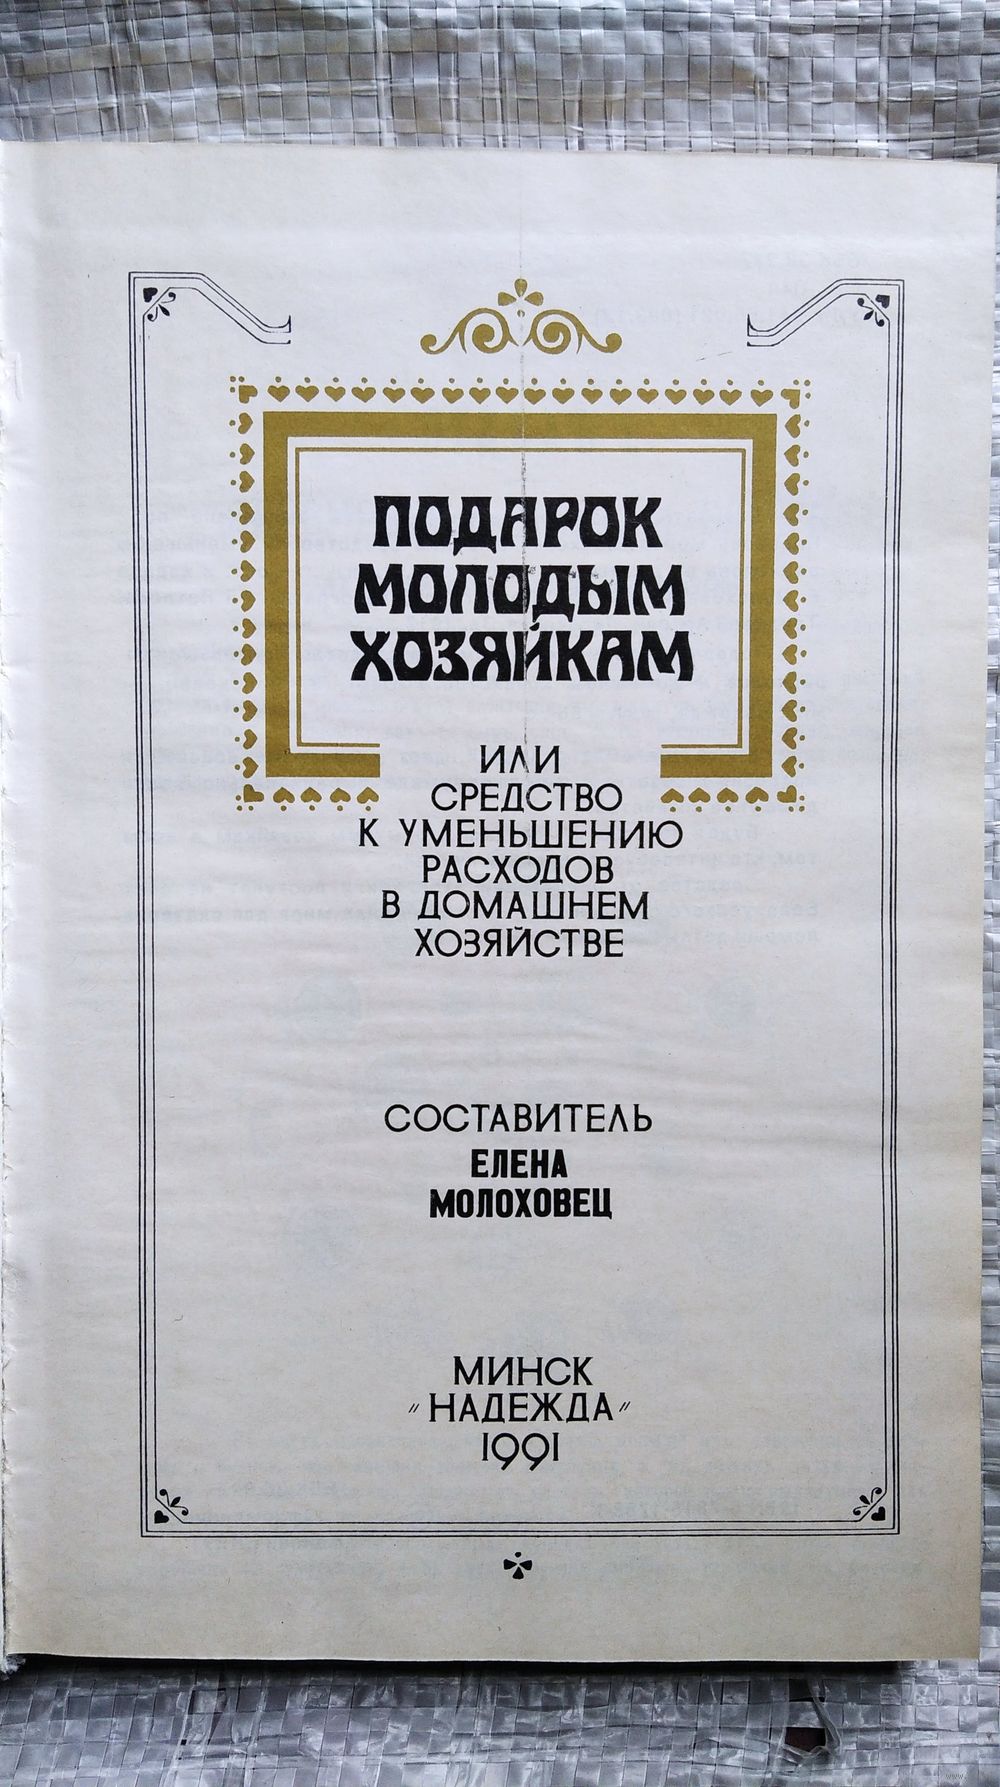 ПОДАРОК
МОЛОДЫМ
ХОЗЯЙКАМ
ИЛИ
СРЕДСТВО
К УМЕНЬШЕНИЮ
РАСХОДОВ
В ДОМАШНЕМ
ХОЗЯЙСТВЕ
СОСТАВИТЕЛЬ
ЕЛЕНА
МОЛОХОВЕЦ
МИНСК
"НАДЕЖДА"
1991